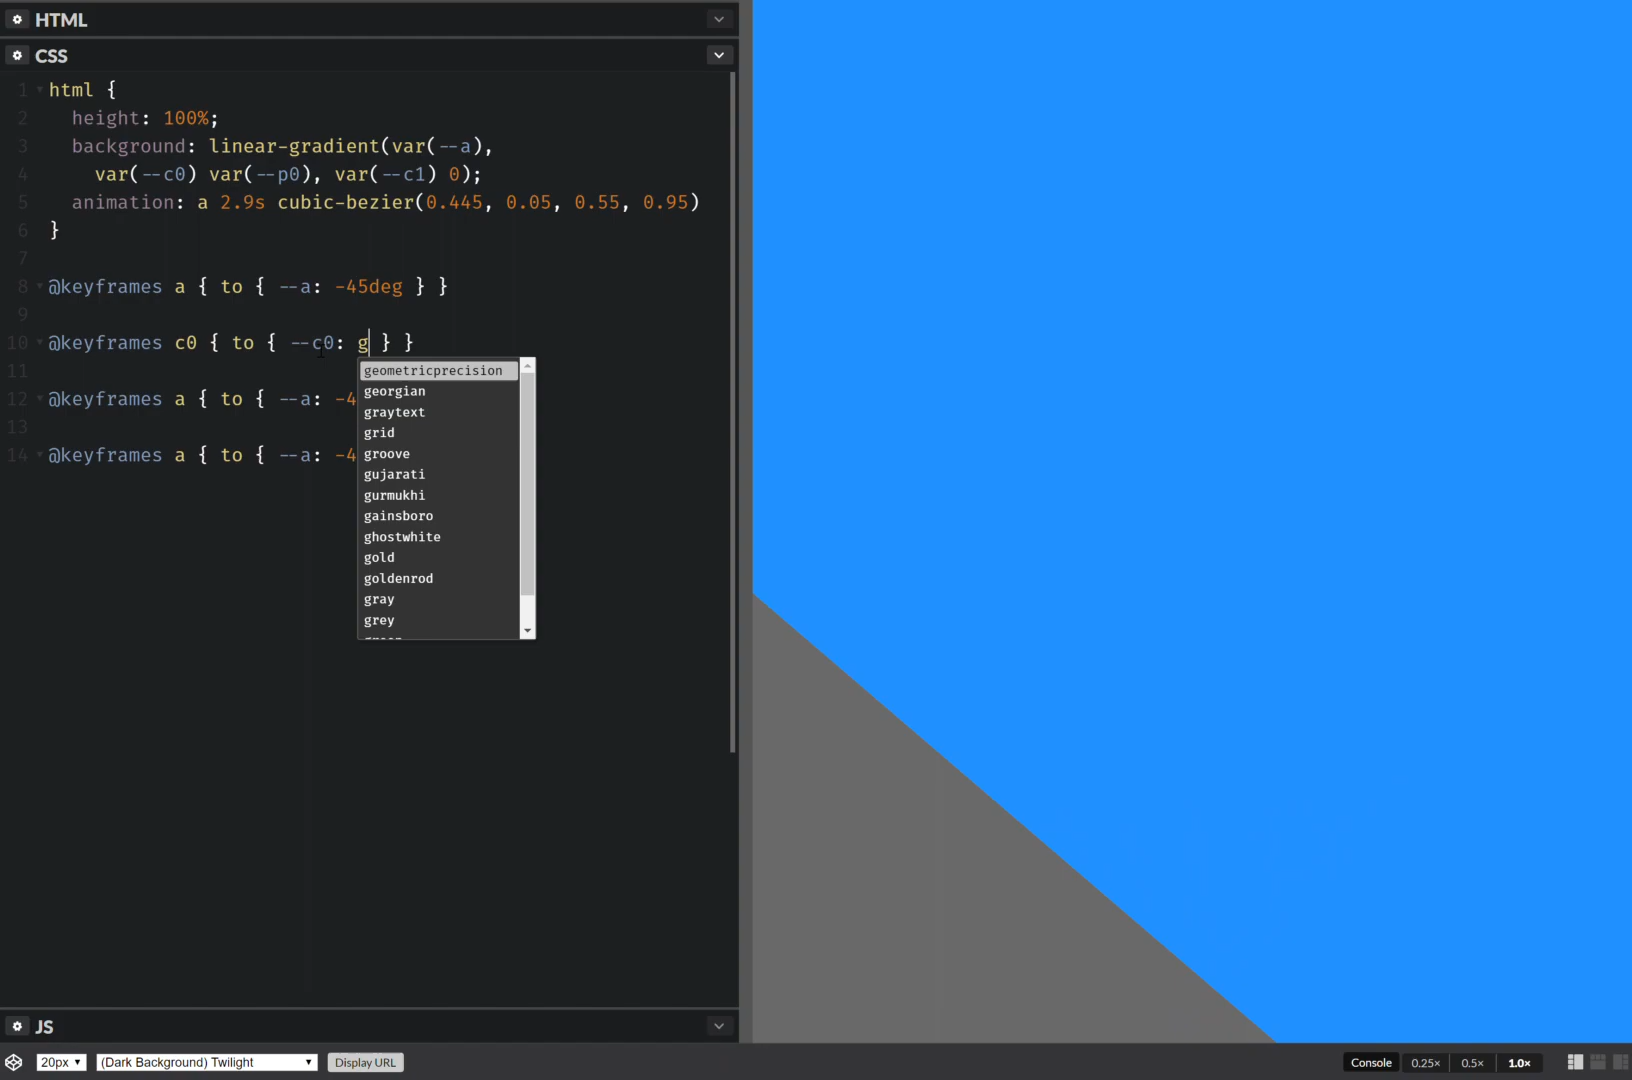 HTML
CSS
1 html {
2 height: 100%;
3 background: linear-gradient(var(--a),
4 var(--c0) var(--p0), var(--c1) 0);
5 animation: a 2.9s cubic-bezier(0.445, 0.05, 0.55, 0.95)
6 }
7
8 @keyframes a { to { --a: -45deg } }
9
10 @keyframes c0 { to { --c0: g } }
11
12 @keyframes a { to { --a: -4
13
14 @keyframes a { to { --a: -4
geometricprecision
georgian
graytext
grid
groove
gujarati
gurmukhi
gainsboro
ghostwhite
gold
goldenrod
gray
grey
JS
20px (Dark Background) Twilight Display URL Console 0.25× 0.5× 1.0×